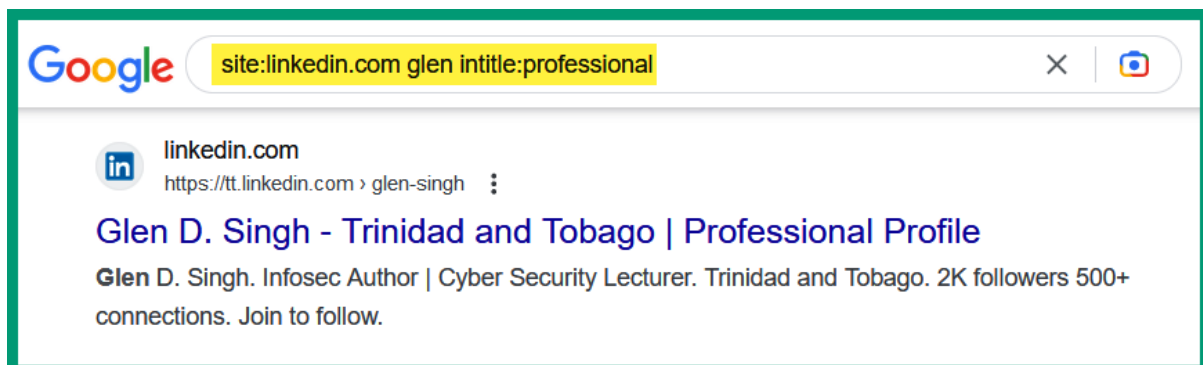 Google site:linkedin.com glen intitle:professional
in linkedin.com
https://tt.linkedin.com › glen-singh
Glen D. Singh - Trinidad and Tobago | Professional Profile
Glen D. Singh. Infosec Author | Cyber Security Lecturer. Trinidad and Tobago. 2K followers 500+
connections. Join to follow.